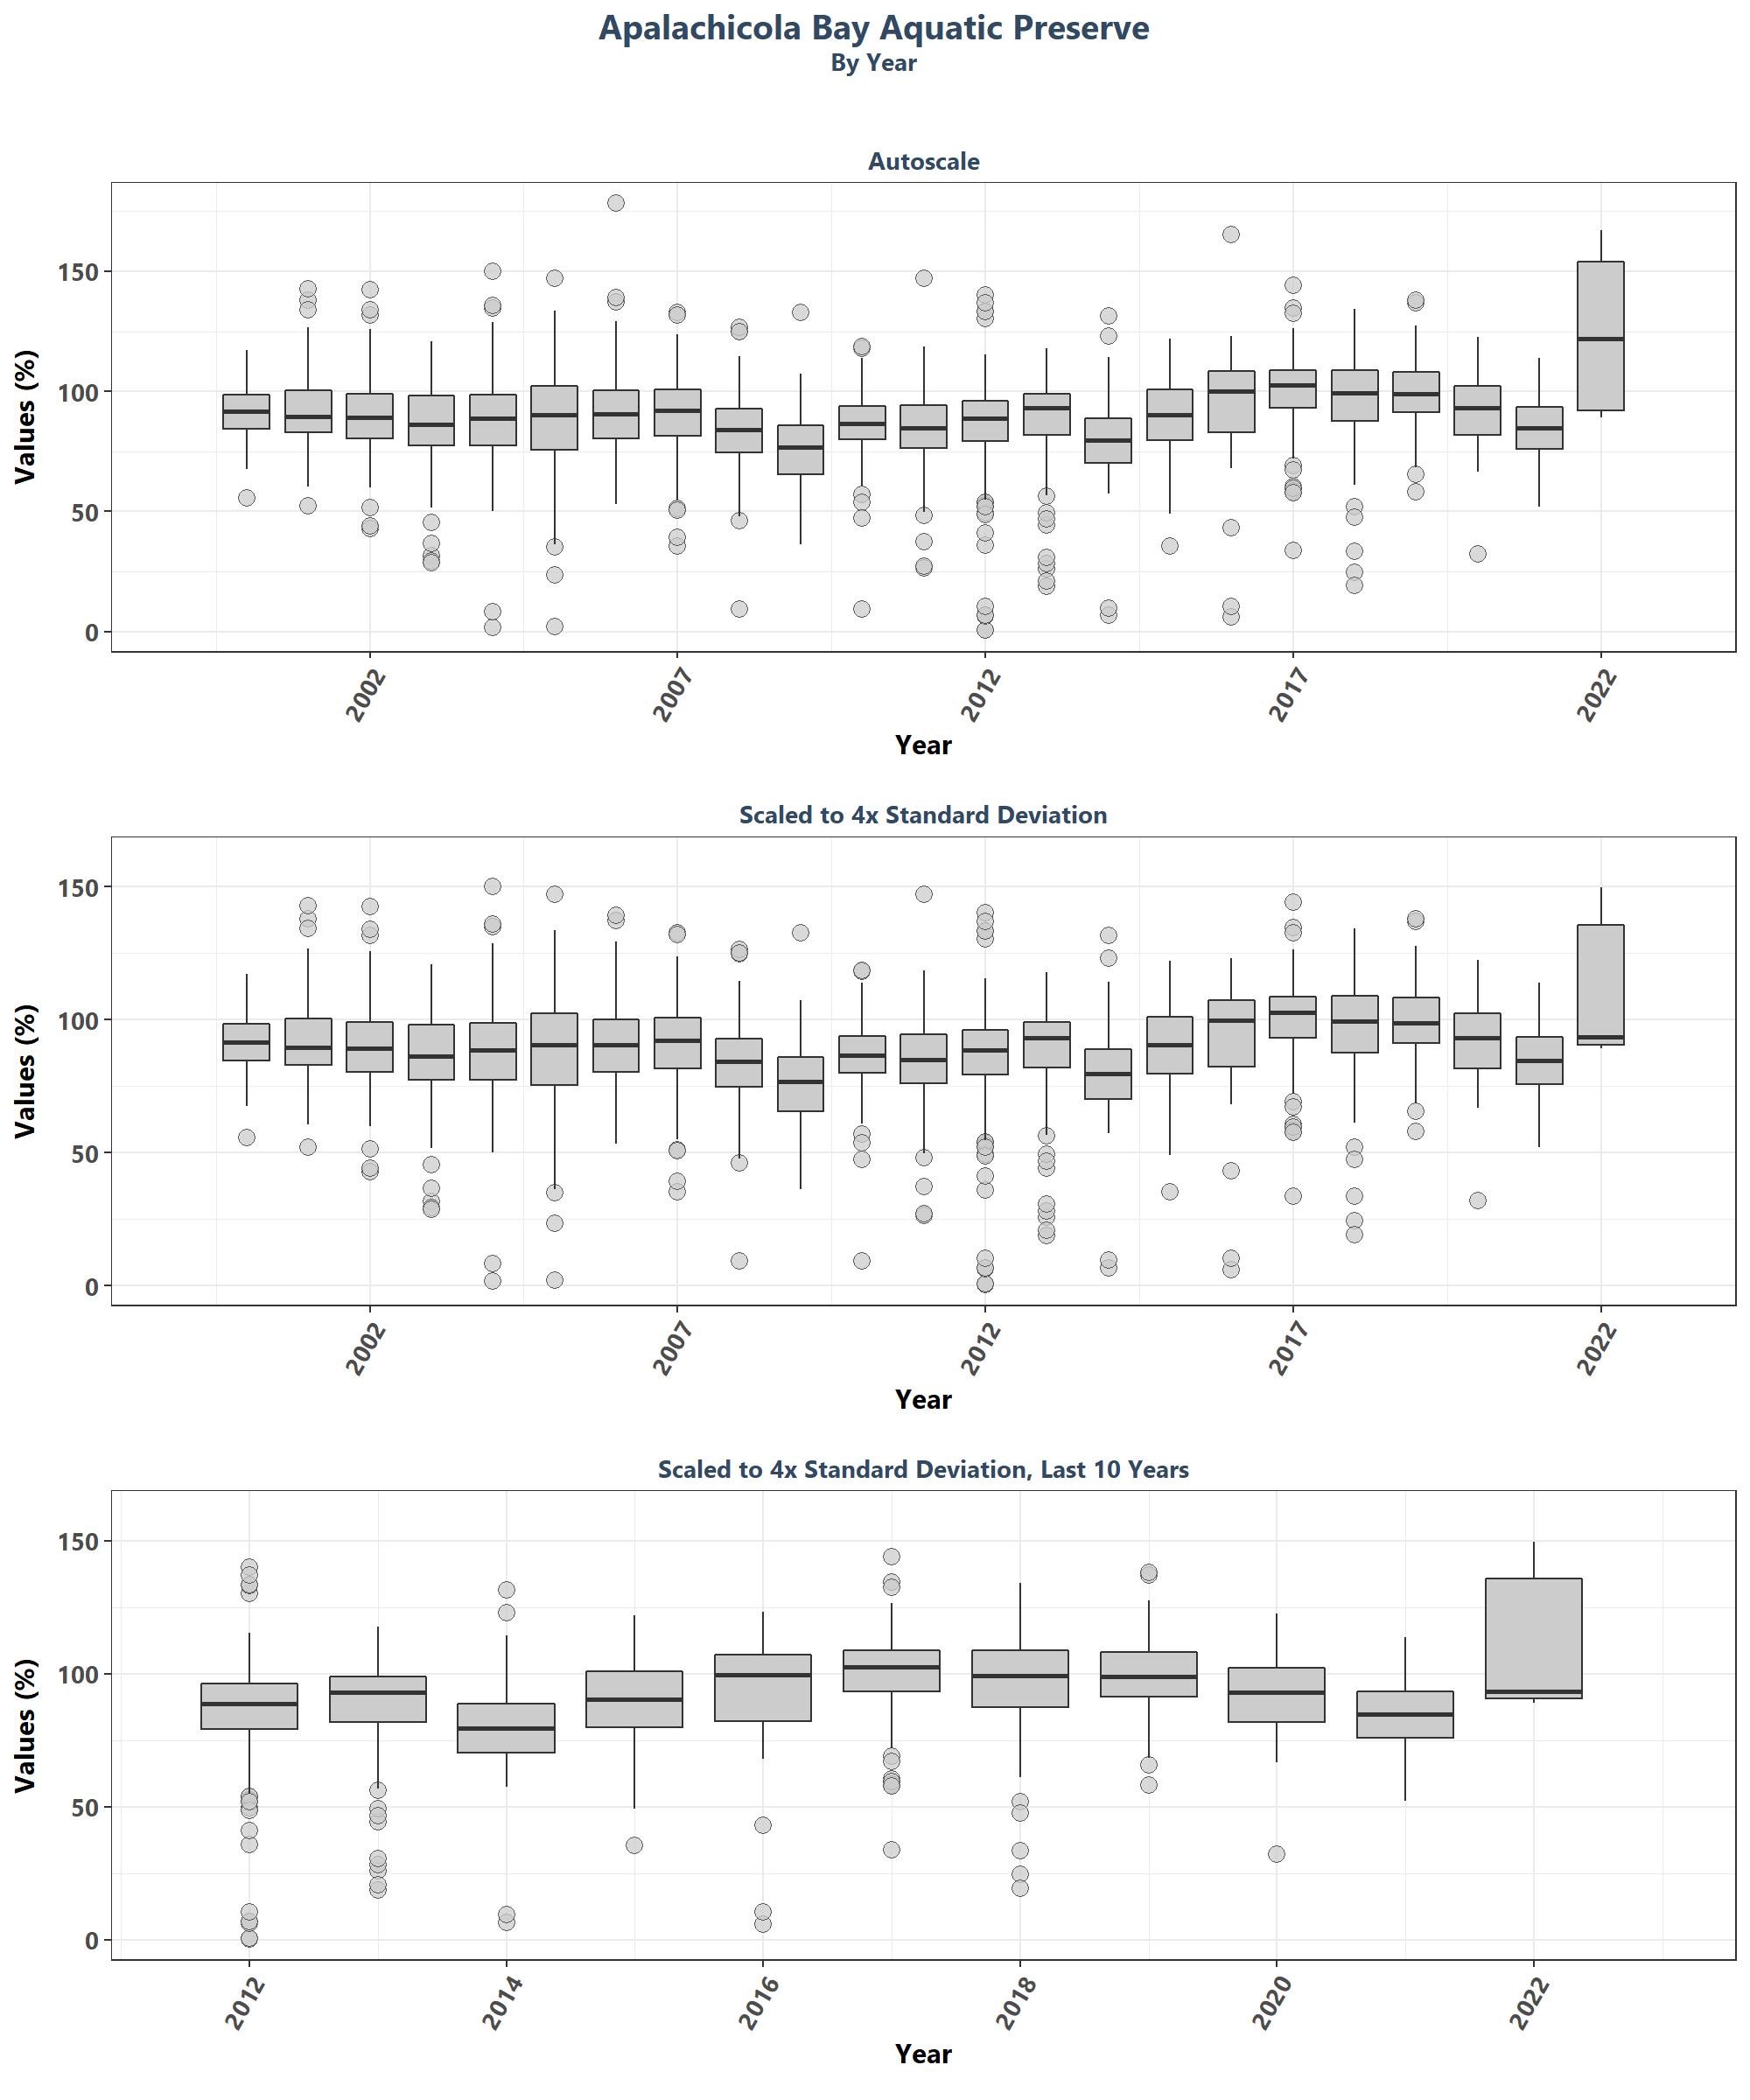 Apalachicola Bay Aquatic Preserve
By Year
Autoscale
Values (%)
150
100
50
0
2002 2007 2012 2017 2022
Year
Scaled to 4x Standard Deviation
Values (%)
150
100
50
0
2002 2007 2012 2017 2022
Year
Scaled to 4x Standard Deviation, Last 10 Years
Values (%)
150
100
50
0
2012 2014 2016 2018 2020 2022
Year